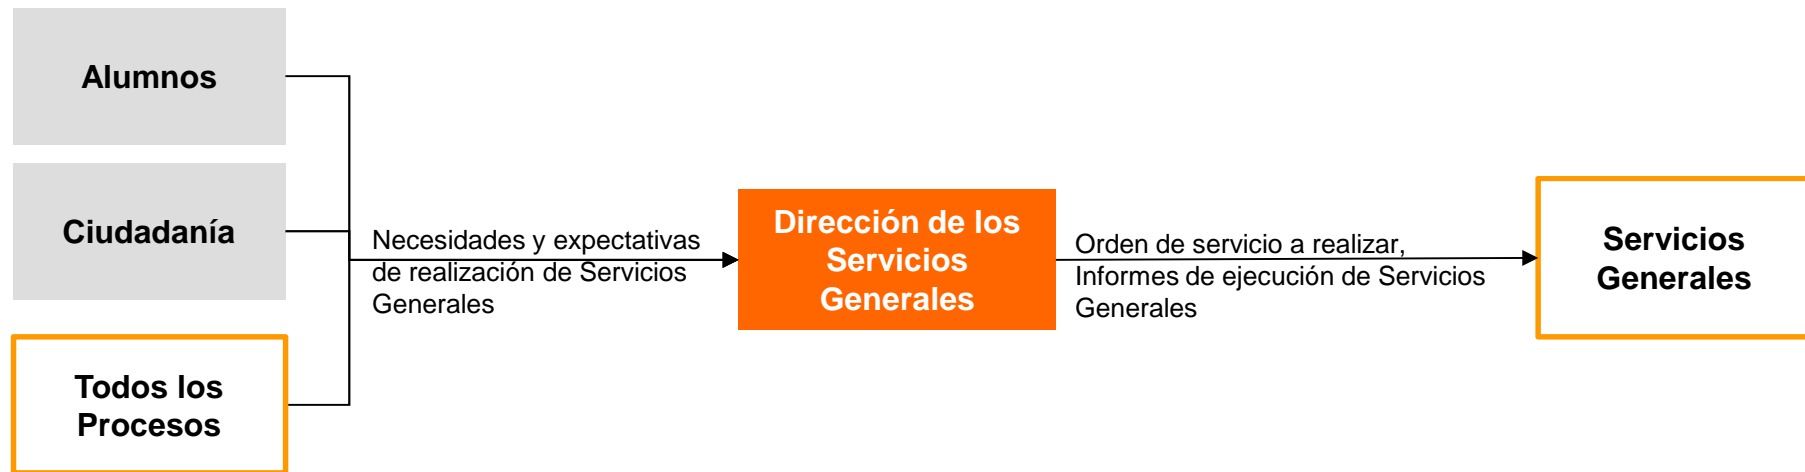 Alumnos
Ciudadanía
Todos los
Procesos
Necesidades y expectativas
de realización de Servicios
Generales
Dirección de los
Servicios
Generales
Orden de servicio a realizar,
Informes de ejecución de Servicios
Generales
Servicios
Generales